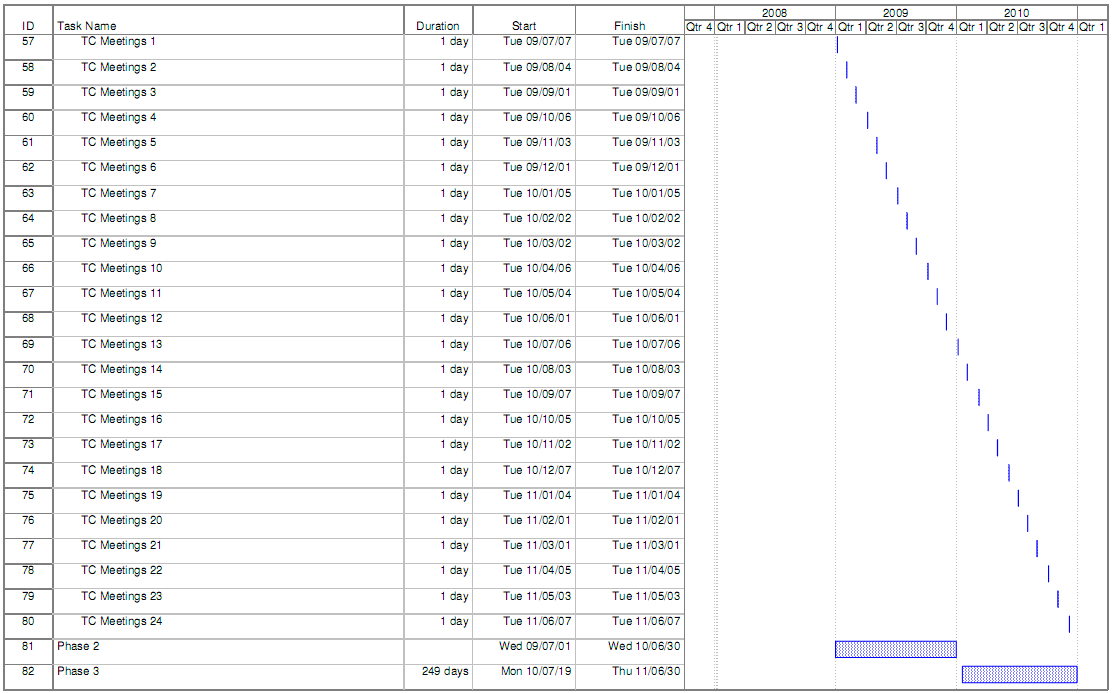 2008 2009 2010
ID Task Name Duration Start Finish Qtr 4 Qtr 1 Qtr 2 Qtr 3 Qtr 4 Qtr 1 Qtr 2 Qtr 3 Qtr 4 Qtr 1 Qtr 2 Qtr 3 Qtr 4 Qtr 1
57 TC Meetings 1 1 day Tue 09/07/07 Tue 09/07/07
58 TC Meetings 2 1 day Tue 09/08/04 Tue 09/08/04
59 TC Meetings 3 1 day Tue 09/09/01 Tue 09/09/01
60 TC Meetings 4 1 day Tue 09/10/06 Tue 09/10/06
61 TC Meetings 5 1 day Tue 09/11/03 Tue 09/11/03
62 TC Meetings 6 1 day Tue 09/12/01 Tue 09/12/01
63 TC Meetings 7 1 day Tue 10/01/05 Tue 10/01/05
64 TC Meetings 8 1 day Tue 10/02/02 Tue 10/02/02
65 TC Meetings 9 1 day Tue 10/03/02 Tue 10/03/02
66 TC Meetings 10 1 day Tue 10/04/06 Tue 10/04/06
67 TC Meetings 11 1 day Tue 10/05/04 Tue 10/05/04
68 TC Meetings 12 1 day Tue 10/06/01 Tue 10/06/01
69 TC Meetings 13 1 day Tue 10/07/06 Tue 10/07/06
70 TC Meetings 14 1 day Tue 10/08/03 Tue 10/08/03
71 TC Meetings 15 1 day Tue 10/09/07 Tue 10/09/07
72 TC Meetings 16 1 day Tue 10/10/05 Tue 10/10/05
73 TC Meetings 17 1 day Tue 10/11/02 Tue 10/11/02
74 TC Meetings 18 1 day Tue 10/12/07 Tue 10/12/07
75 TC Meetings 19 1 day Tue 11/01/04 Tue 11/01/04
76 TC Meetings 20 1 day Tue 11/02/01 Tue 11/02/01
77 TC Meetings 21 1 day Tue 11/03/01 Tue 11/03/01
78 TC Meetings 22 1 day Tue 11/04/05 Tue 11/04/05
79 TC Meetings 23 1 day Tue 11/05/03 Tue 11/05/03
80 TC Meetings 24 1 day Tue 11/06/07 Tue 11/06/07
81 Phase 2 Wed 09/07/01 Wed 10/06/30
82 Phase 3 249 days Mon 10/07/19 Thu 11/06/30